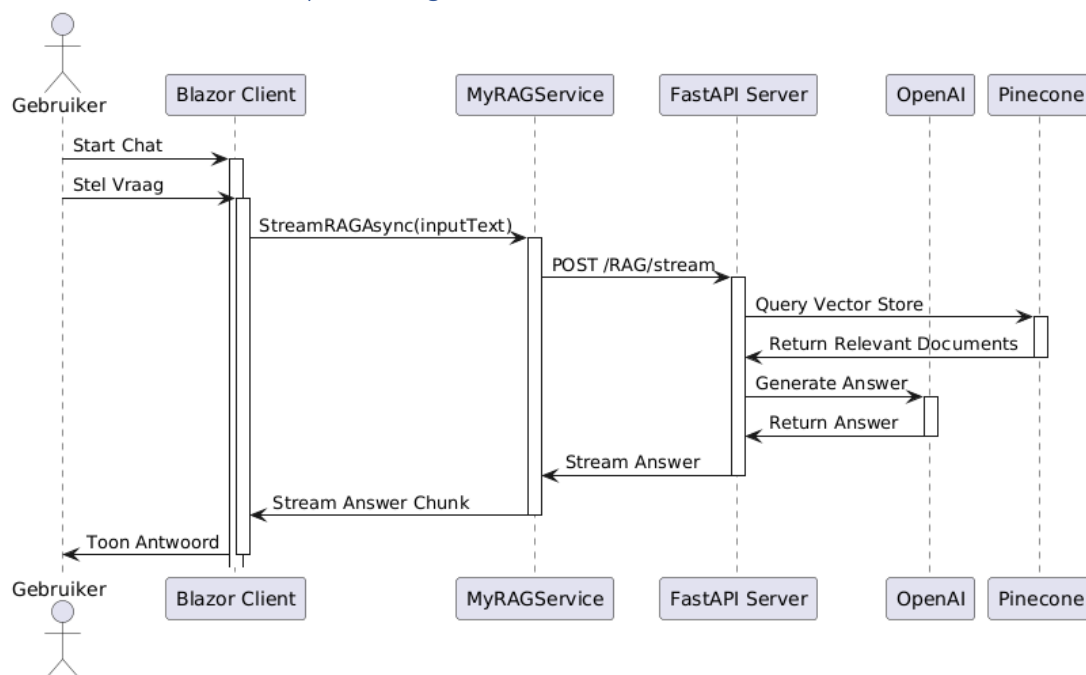 Gebruiker
Blazor Client
MyRAGService
FastAPI Server
OpenAI
Pinecone
Start Chat
Stel Vraag
StreamRAGAsync(inputText)
POST /RAG/stream
Query Vector Store
Return Relevant Documents
Generate Answer
Return Answer
Stream Answer
Stream Answer Chunk
Toon Antwoord
Gebruiker
Blazor Client
MyRAGService
FastAPI Server
OpenAI
Pinecone